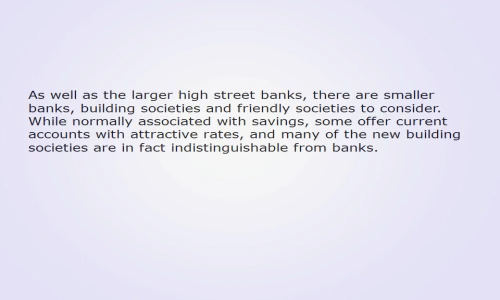 As well as the larger high street banks, there are smaller
banks, building societies and friendly societies to consider.
While normally associated with savings, some offer current
accounts with attractive rates, and many of the new building
societies are in fact indistinguishable from banks.